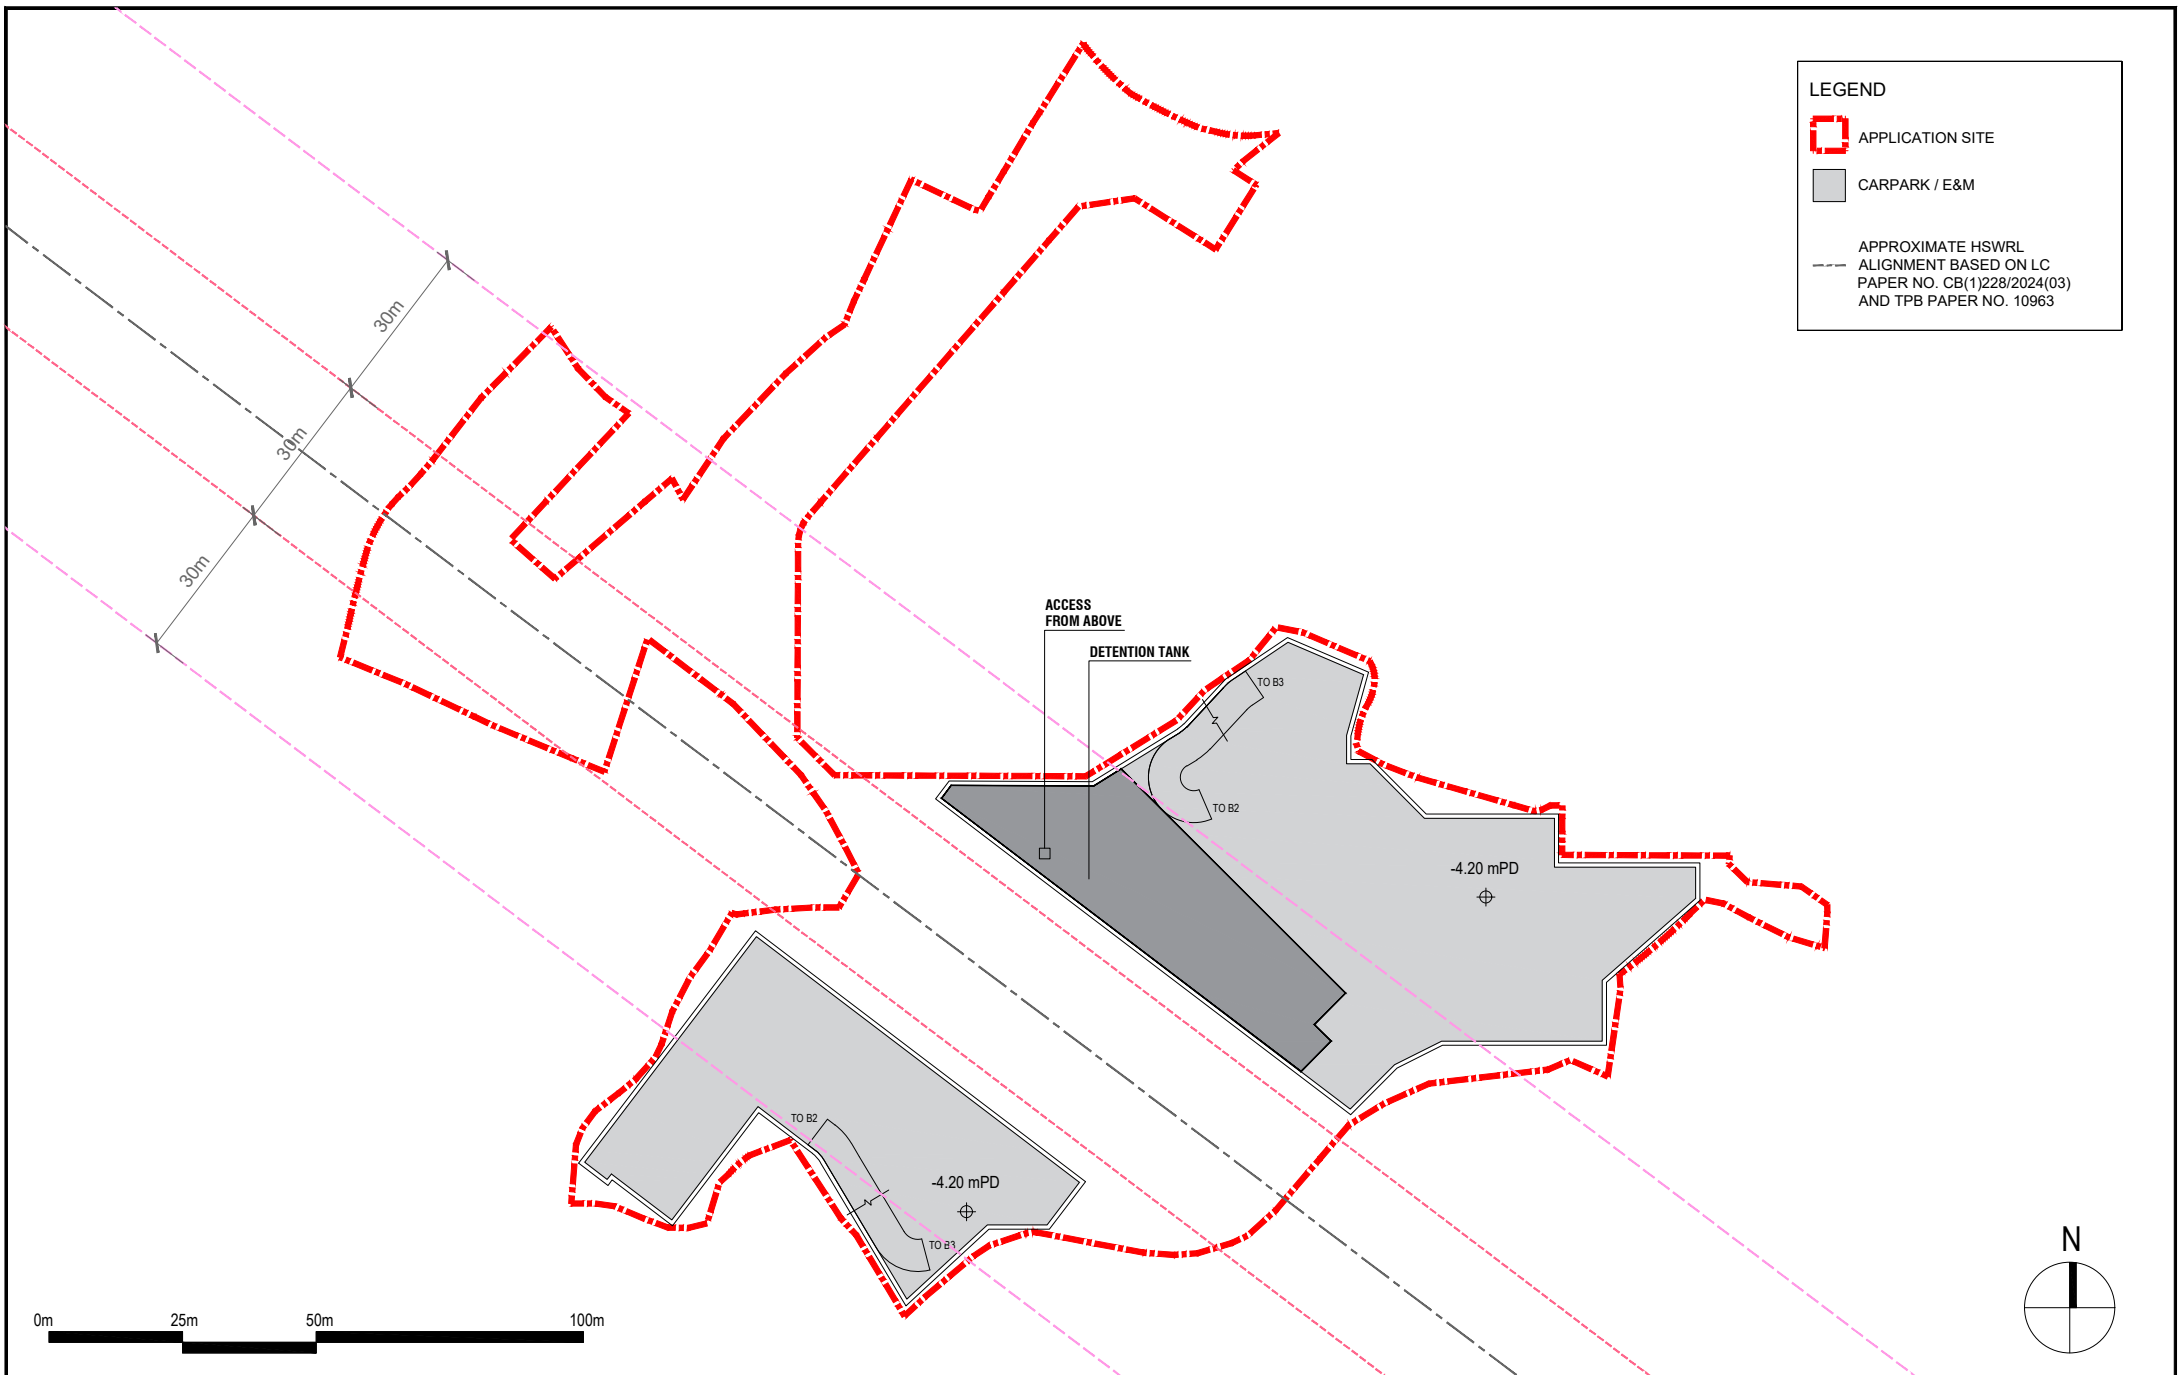 LEGEND
APPLICATION SITE
CARPARK / E&M
APPROXIMATE HSWRL
ALIGNMENT BASED ON LC
PAPER NO. CB(1)228/2024(03)
AND TPB PAPER NO. 10963
30m
30m
30m
ACCESS
FROM ABOVE
DETENTION TANK
TO B3
TO B2
-4.20 mPD
TO B2
-4.20 mPD
TO B3
N
0m 25m 50m 100m